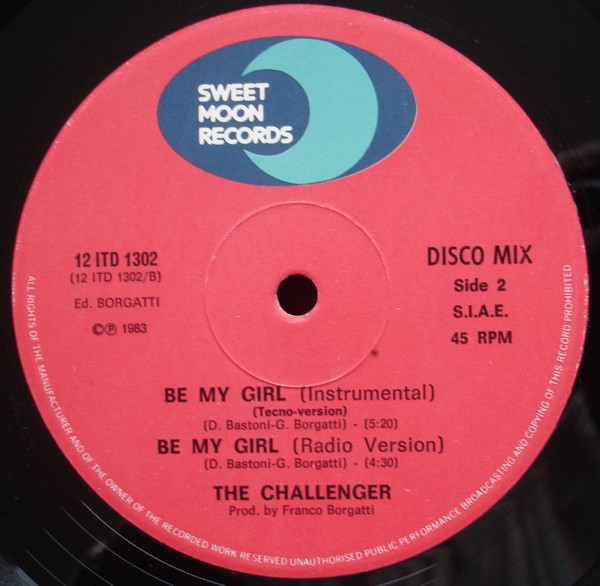 SWEET
MOON
RECORDS
12 ITD 1302
(12 ITD 1302/B)
Ed. BORGATTI
©℗ 1983
DISCO MIX
Side 2
S.I.A.E.
45 RPM
BE MY GIRL (Instrumental)
(Tecno-version)
(D. Bastoni-G. Borgatti) - (5:20)
BE MY GIRL (Radio Version)
(D. Bastoni-G. Borgatti) - (4:30)
THE CHALLENGER
Prod. by Franco Borgatti
ALL RIGHTS OF THE MANUFACTURER AND OF THE OWNER OF THE RECORDED WORK RESERVED UNAUTHORISED PUBLIC PERFORMANCE BROADCASTING AND COPYING OF THIS RECORD PROHIBITED